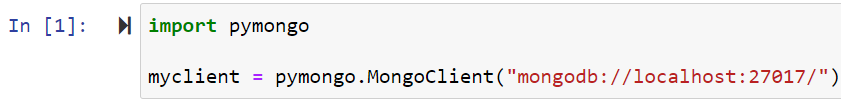 In [1]: import pymongo
myclient = pymongo.MongoClient("mongodb://localhost:27017/")